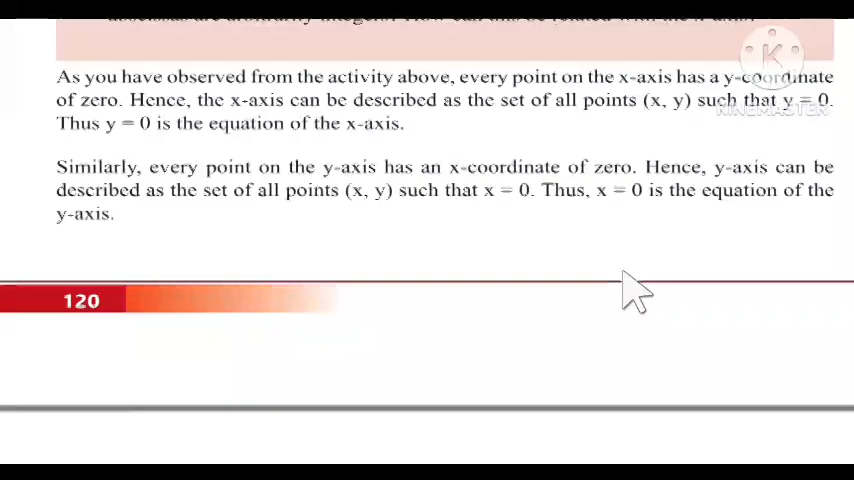 As you have observed from the activity above, every point on the x-axis has a y-coordinate
of zero. Hence, the x-axis can be described as the set of all points (x, y) such that y = 0.
Thus y = 0 is the equation of the x-axis.
KINEMASTER
Similarly, every point on the y-axis has an x-coordinate of zero. Hence, y-axis can be
described as the set of all points (x, y) such that x = 0. Thus, x = 0 is the equation of the
y-axis.
120